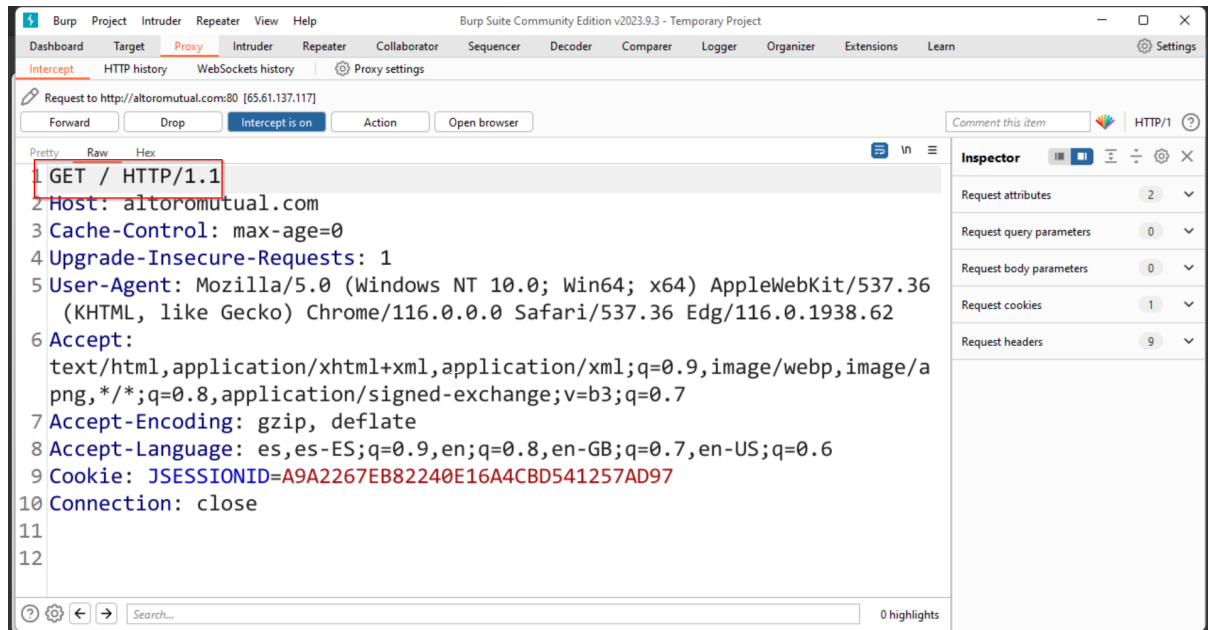 Burp Project Intruder Repeater View Help Burp Suite Community Edition v2023.9.3 - Temporary Project
Dashboard Target Proxy Intruder Repeater Collaborator Sequencer Decoder Comparer Logger Organizer Extensions Learn Settings
Intercept HTTP history WebSockets history Proxy settings
Request to http://altoromutual.com:80 [65.61.137.117]
Forward Drop Intercept is on Action Open browser Comment this item HTTP/1 ?
Pretty Raw Hex \n
Inspector
Request attributes 2
Request query parameters 0
Request body parameters 0
Request cookies 1
Request headers 9
1 GET / HTTP/1.1
2 Host: altoromutual.com
3 Cache-Control: max-age=0
4 Upgrade-Insecure-Requests: 1
5 User-Agent: Mozilla/5.0 (Windows NT 10.0; Win64; x64) AppleWebKit/537.36
(KHTML, like Gecko) Chrome/116.0.0.0 Safari/537.36 Edg/116.0.1938.62
6 Accept:
text/html,application/xhtml+xml,application/xml;q=0.9,image/webp,image/a
png,*/*;q=0.8,application/signed-exchange;v=b3;q=0.7
7 Accept-Encoding: gzip, deflate
8 Accept-Language: es,es-ES;q=0.9,en;q=0.8,en-GB;q=0.7,en-US;q=0.6
9 Cookie: JSESSIONID=A9A2267EB82240E16A4CBD541257AD97
10 Connection: close
11
12
? Search... 0 highlights